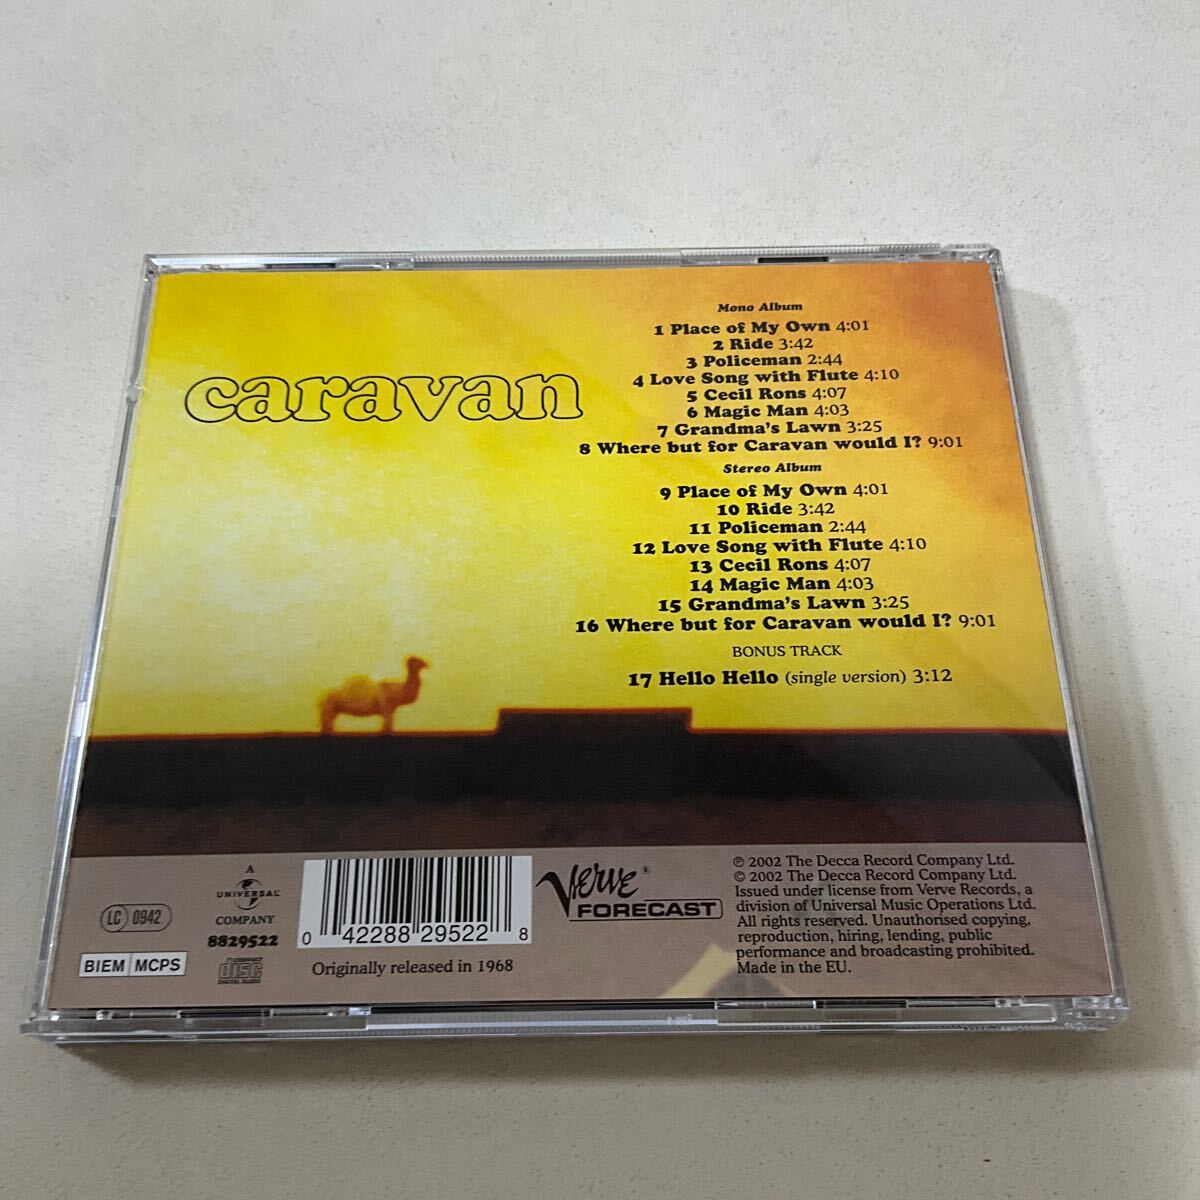 caravan
Mono Album
1 Place of My Own 4:01
2 Ride 3:42
3 Policeman 2:44
4 Love Song with Flute 4:10
5 Cecil Rons 4:07
6 Magic Man 4:03
7 Grandma's Lawn 3:25
8 Where but for Caravan would I? 9:01
Stereo Album
9 Place of My Own 4:01
10 Ride 3:42
11 Policeman 2:44
12 Love Song with Flute 4:10
13 Cecil Rons 4:07
14 Magic Man 4:03
15 Grandma's Lawn 3:25
16 Where but for Caravan would I? 9:01
BONUS TRACK
17 Hello Hello (single version) 3:12
LC 0942
BIEM MCPS
A
UNIVERSAL
COMPANY
8829522
COMPACT
disc
DIGITAL AUDIO
0 42288 29522 8
Originally released in 1968
Verve®
FORECAST
℗ 2002 The Decca Record Company Ltd.
© 2002 The Decca Record Company Ltd.
Issued under license from Verve Records, a
division of Universal Music Operations Ltd.
All rights reserved. Unauthorised copying,
reproduction, hiring, lending, public
performance and broadcasting prohibited.
Made in the EU.